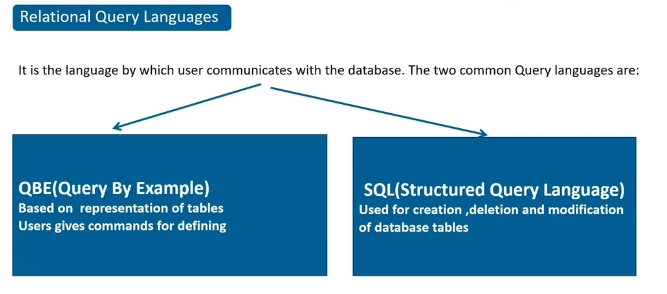 Relational Query Languages
It is the language by which user communicates with the database. The two common Query languages are:
QBE(Query By Example)
Based on representation of tables
Users gives commands for defining
SQL(Structured Query Language)
Used for creation ,deletion and modification
of database tables